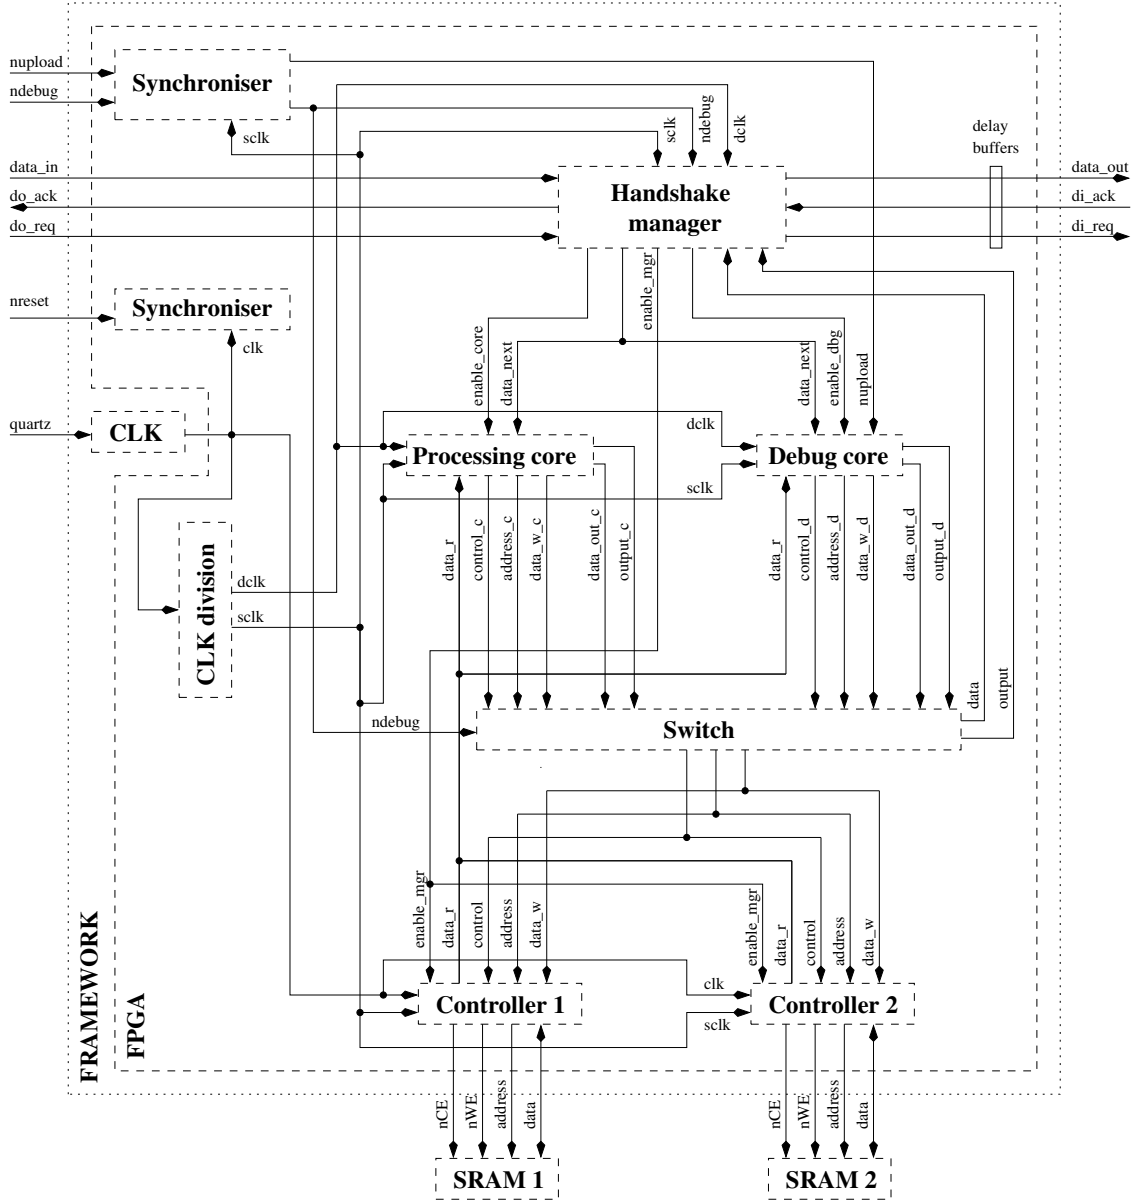 nupload
ndebug
Synchroniser
sclk
sclk
ndebug
dclk
delay
buffers
data_in
do_ack
do_req
Handshake
manager
data_out
di_ack
di_req
nreset
Synchroniser
clk
enable_mgr
enable_core
data_next
data_next
enable_dbg
nupload
quartz
CLK
dclk
Processing core
Debug core
sclk
data_r
control_c
address_c
data_w_c
data_out_c
output_c
data_r
control_d
address_d
data_w_d
data_out_d
output_d
CLK division
dclk
sclk
data
output
ndebug
Switch
enable_mgr
data_r
control
address
data_w
enable_mgr
data_r
control
address
data_w
FRAMEWORK
FPGA
clk
Controller 1
Controller 2
sclk
nCE
nWE
address
data
nCE
nWE
address
data
SRAM 1
SRAM 2